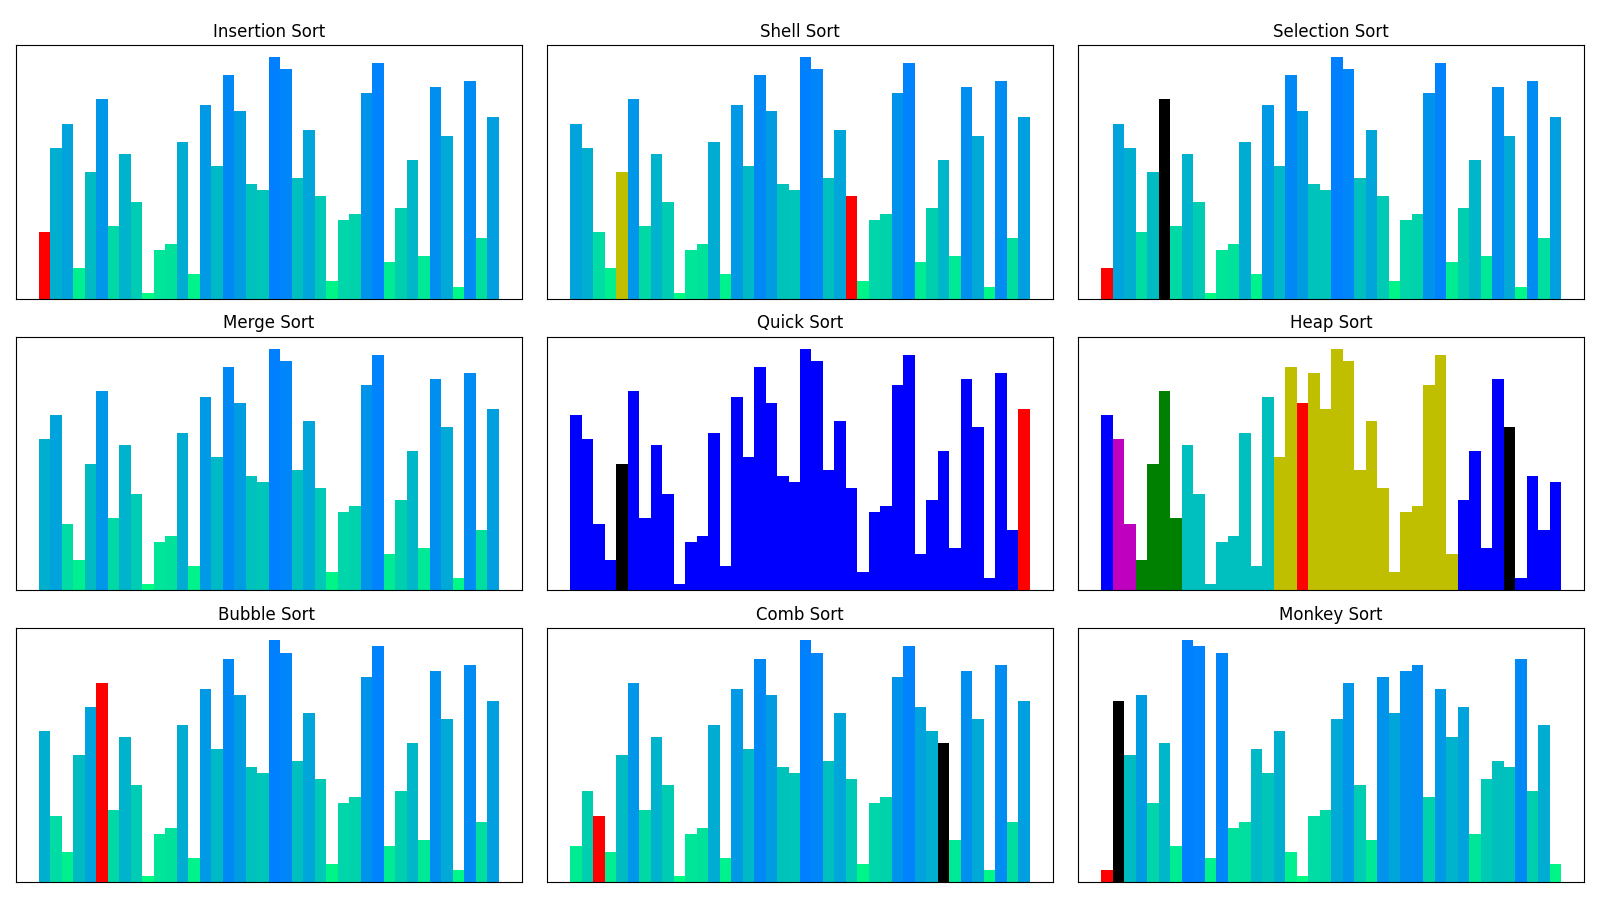 Insertion Sort
Shell Sort
Selection Sort
Merge Sort
Quick Sort
Heap Sort
Bubble Sort
Comb Sort
Monkey Sort